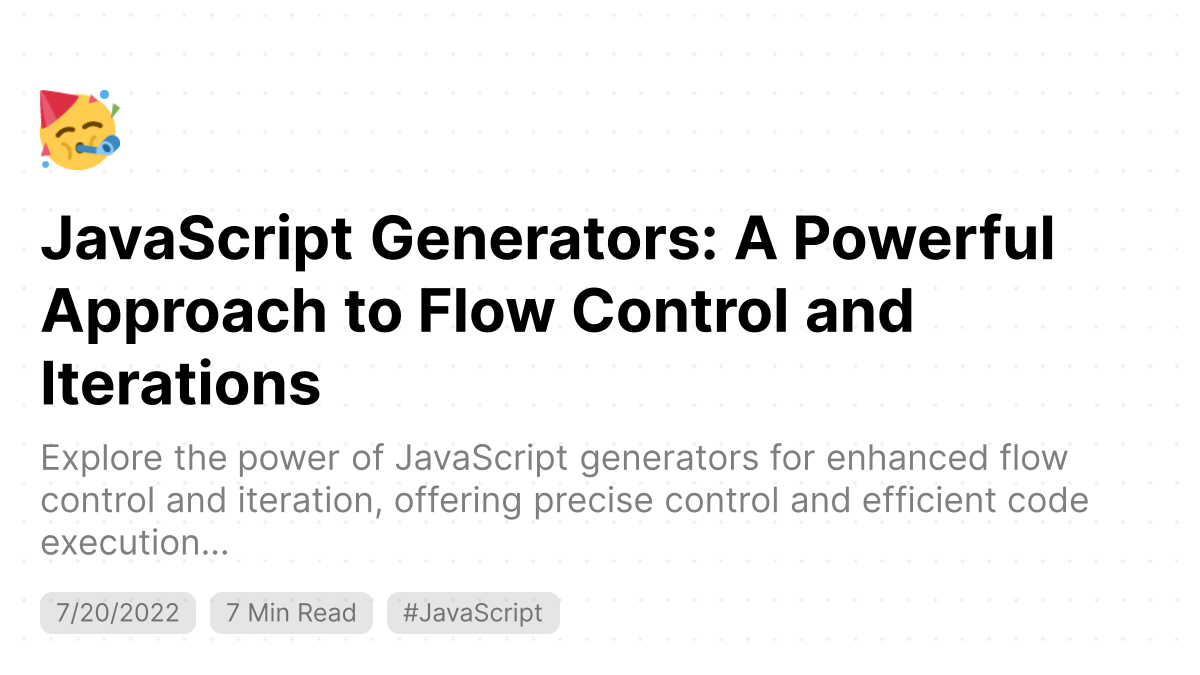 JavaScript Generators: A Powerful
Approach to Flow Control and
Iterations
Explore the power of JavaScript generators for enhanced flow
control and iteration, offering precise control and efficient code
execution...
7/20/2022 7 Min Read #JavaScript